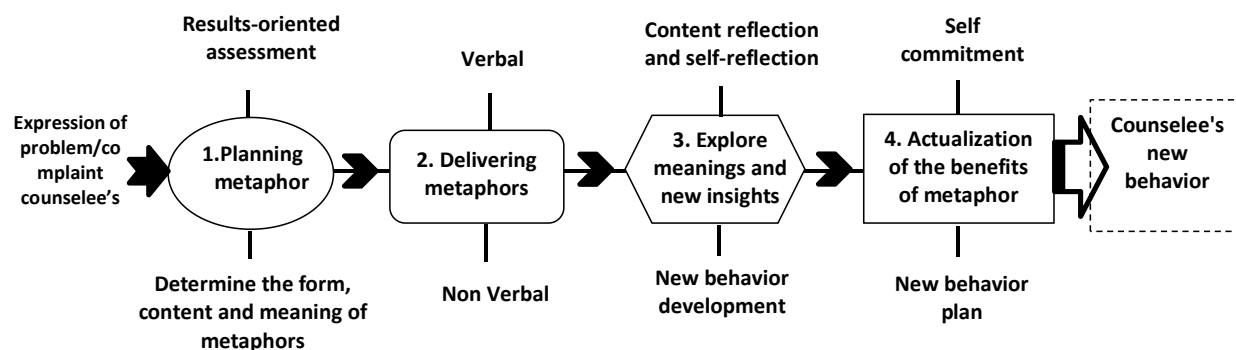 Results-oriented
assessment
Verbal
Content reflection
and self-reflection
Self
commitment
Expression of
problem/co
mplaint
counselee's
1.Planning
metaphor
2. Delivering
metaphors
3. Explore
meanings and
new insights
4. Actualization
of the benefits
of metaphor
Counselee's
new
behavior
Determine the form,
content and meaning of
metaphors
Non Verbal
New behavior
development
New behavior
plan